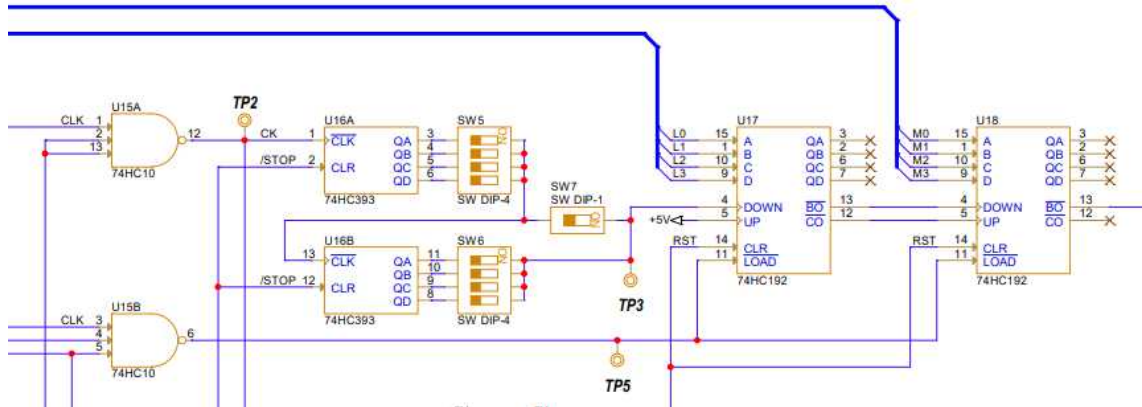 U15A
CLK 1
2
13
12
74HC10
TP2
CK
U16A
1 CLK QA 3
QB 4
/STOP 2 CLR QC 5
QD 6
74HC393
SW5
ON
SW DIP-4
SW7
SW DIP-1
ON
U16B
13 CLK QA 11
QB 10
/STOP 12 CLR QC 9
QD 8
74HC393
SW6
ON
SW DIP-4
TP3
U15B
CLK 3
4
5
6
74HC10
TP5
U17
L0 15 A QA 3
L1 1 B QB 2
L2 10 C QC 6
L3 9 D QD 7
4 DOWN BO 13
+5V 5 UP CO 12
RST 14 CLR
11 LOAD
74HC192
U18
M0 15 A QA 3
M1 1 B QB 2
M2 10 C QC 6
M3 9 D QD 7
4 DOWN BO 13
5 UP CO 12
RST 14 CLR
11 LOAD
74HC192